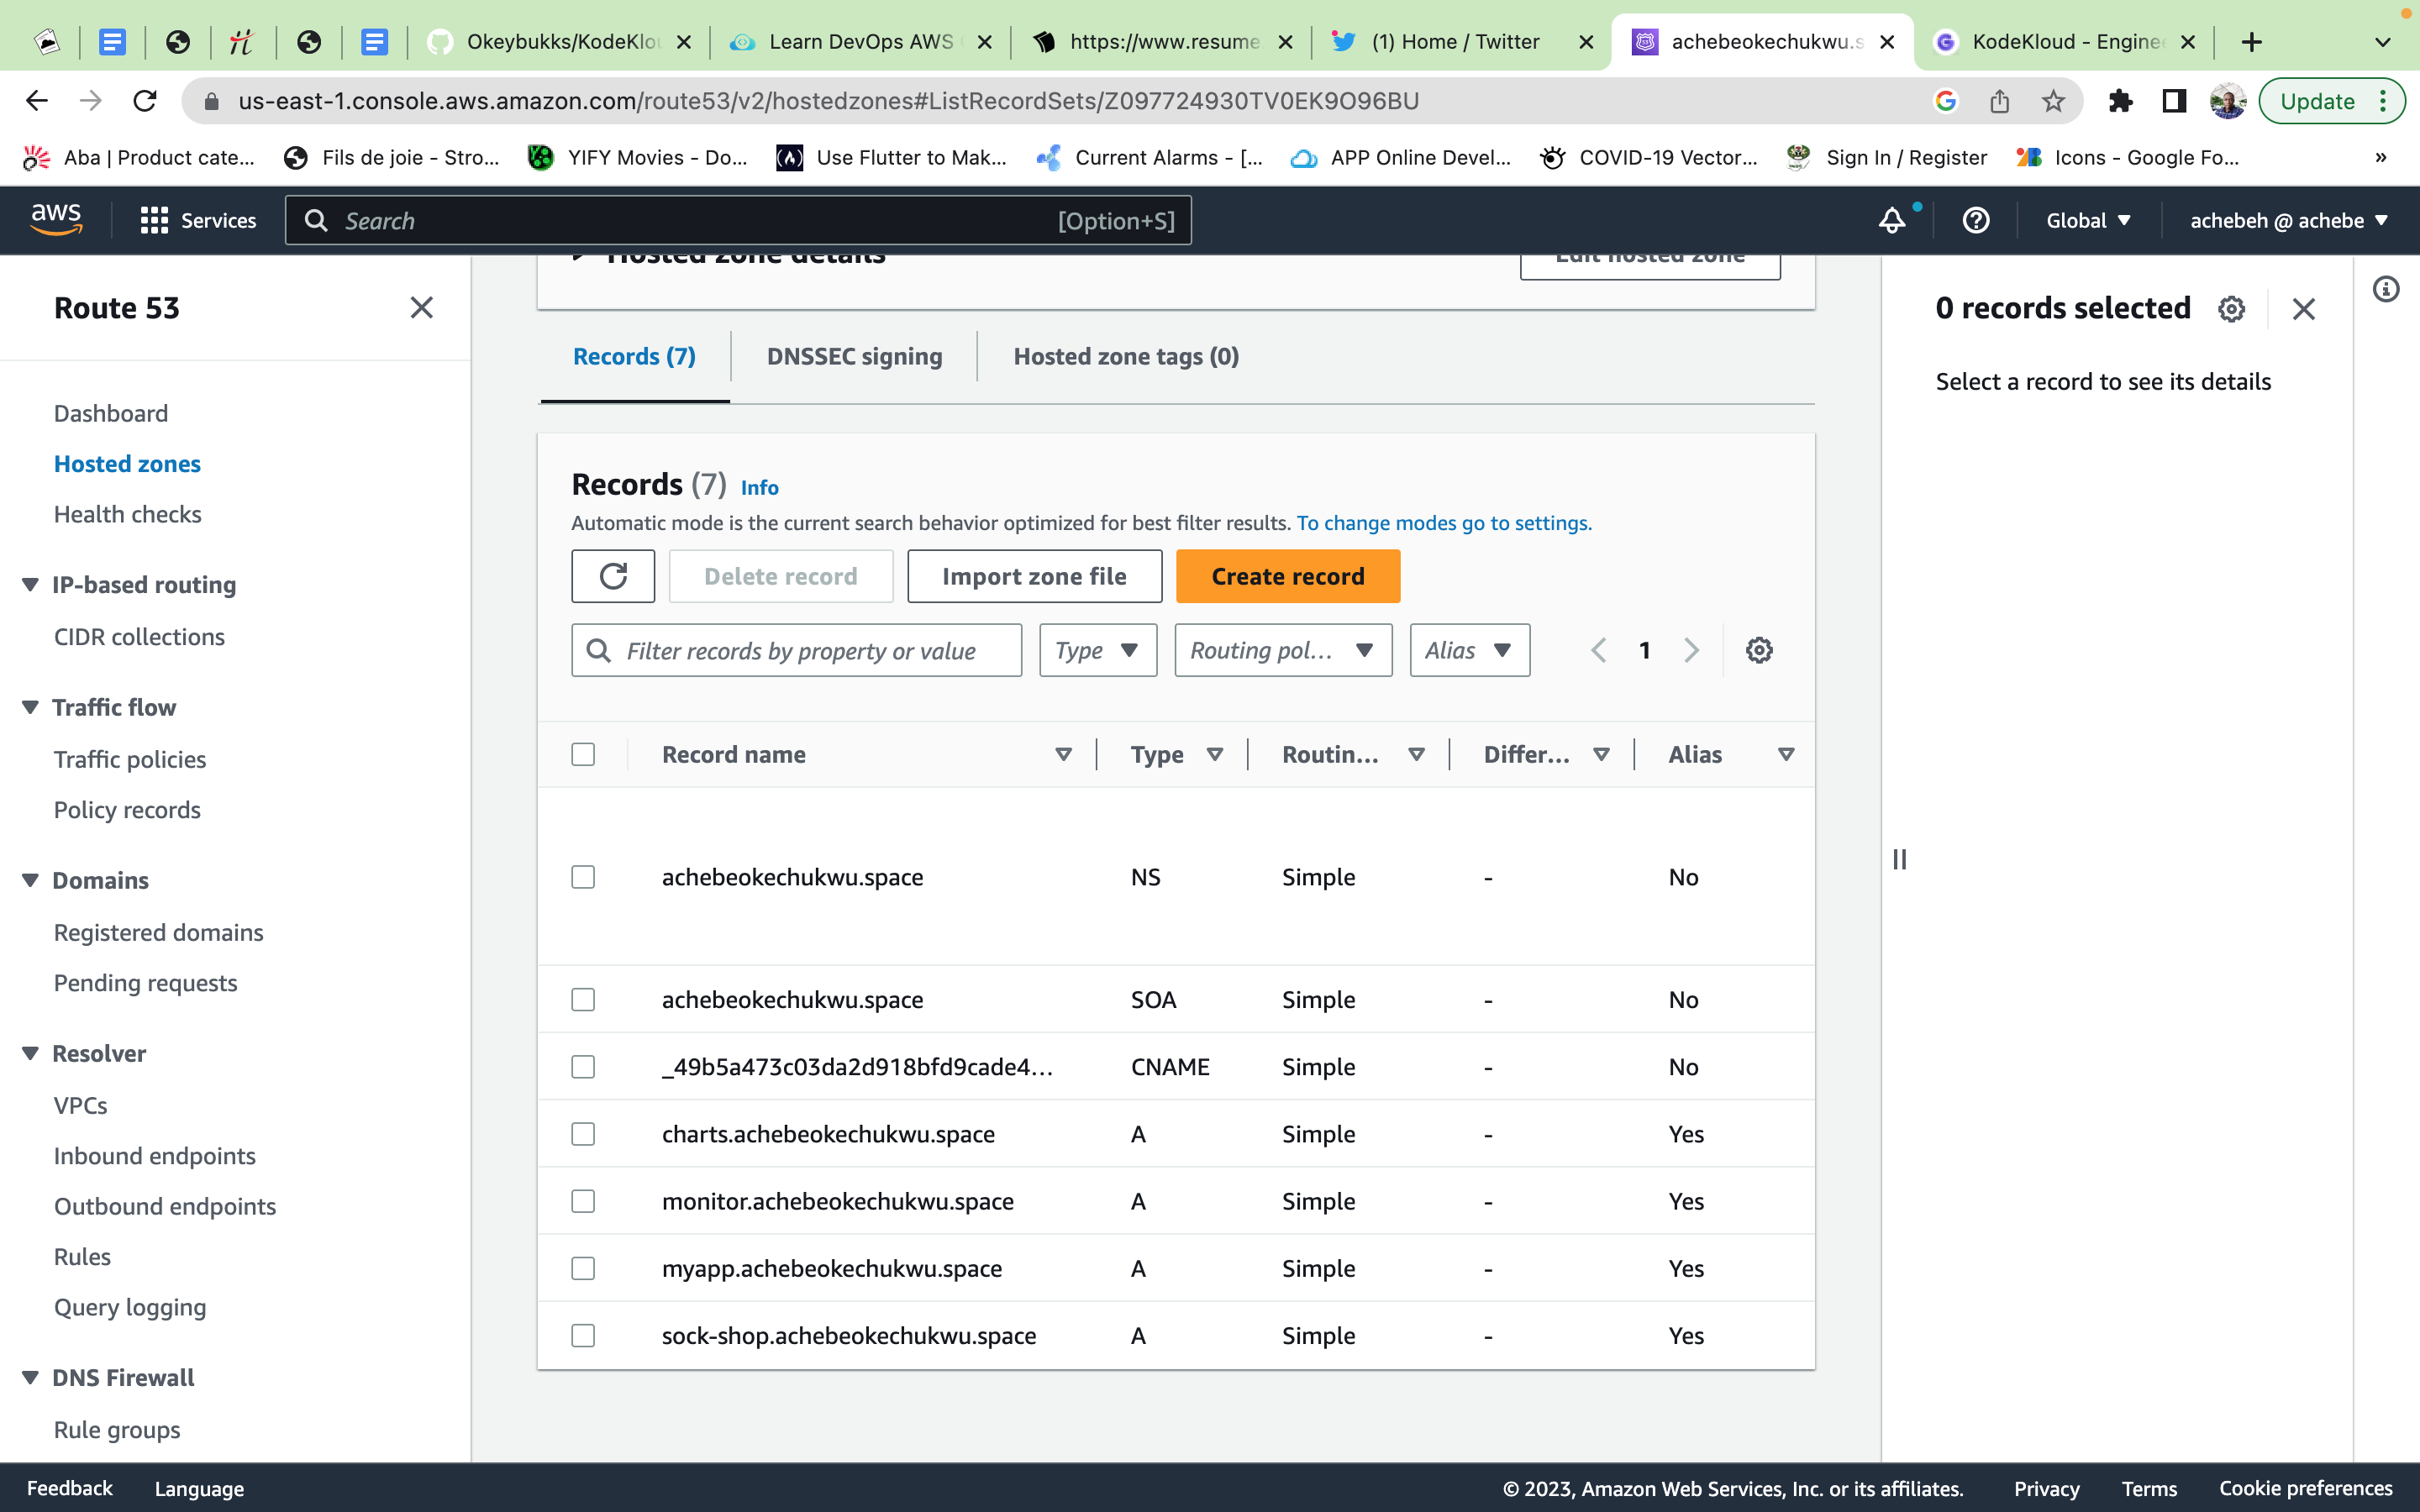 Okeybukks/KodeKlou
Learn DevOps AWS
https://www.resume
(1) Home / Twitter
achebeokechukwu.s
KodeKloud - Enginee
us-east-1.console.aws.amazon.com/route53/v2/hostedzones#ListRecordSets/Z097724930TV0EK9O96BU
Update
Aba | Product cate...
Fils de joie - Stro...
YIFY Movies - Do...
Use Flutter to Mak...
Current Alarms - [...
APP Online Devel...
COVID-19 Vector...
Sign In / Register
Icons - Google Fo...
»
aws
Services
Search
[Option+S]
Global
achebeh @ achebe
Route 53
Dashboard
Hosted zones
Health checks
IP-based routing
CIDR collections
Traffic flow
Traffic policies
Policy records
Domains
Registered domains
Pending requests
Resolver
VPCs
Inbound endpoints
Outbound endpoints
Rules
Query logging
DNS Firewall
Rule groups
Hosted zone details
Edit hosted zone
Records (7)
DNSSEC signing
Hosted zone tags (0)
Records (7) Info
Automatic mode is the current search behavior optimized for best filter results. To change modes go to settings.
Delete record
Import zone file
Create record
Filter records by property or value
Type
Routing pol...
Alias
1
Record name Type Routin... Differ... Alias
achebeokechukwu.space NS Simple - No
achebeokechukwu.space SOA Simple - No
_49b5a473c03da2d918bfd9cade4... CNAME Simple - No
charts.achebeokechukwu.space A Simple - Yes
monitor.achebeokechukwu.space A Simple - Yes
myapp.achebeokechukwu.space A Simple - Yes
sock-shop.achebeokechukwu.space A Simple - Yes
0 records selected
Select a record to see its details
Feedback
Language
© 2023, Amazon Web Services, Inc. or its affiliates.
Privacy
Terms
Cookie preferences